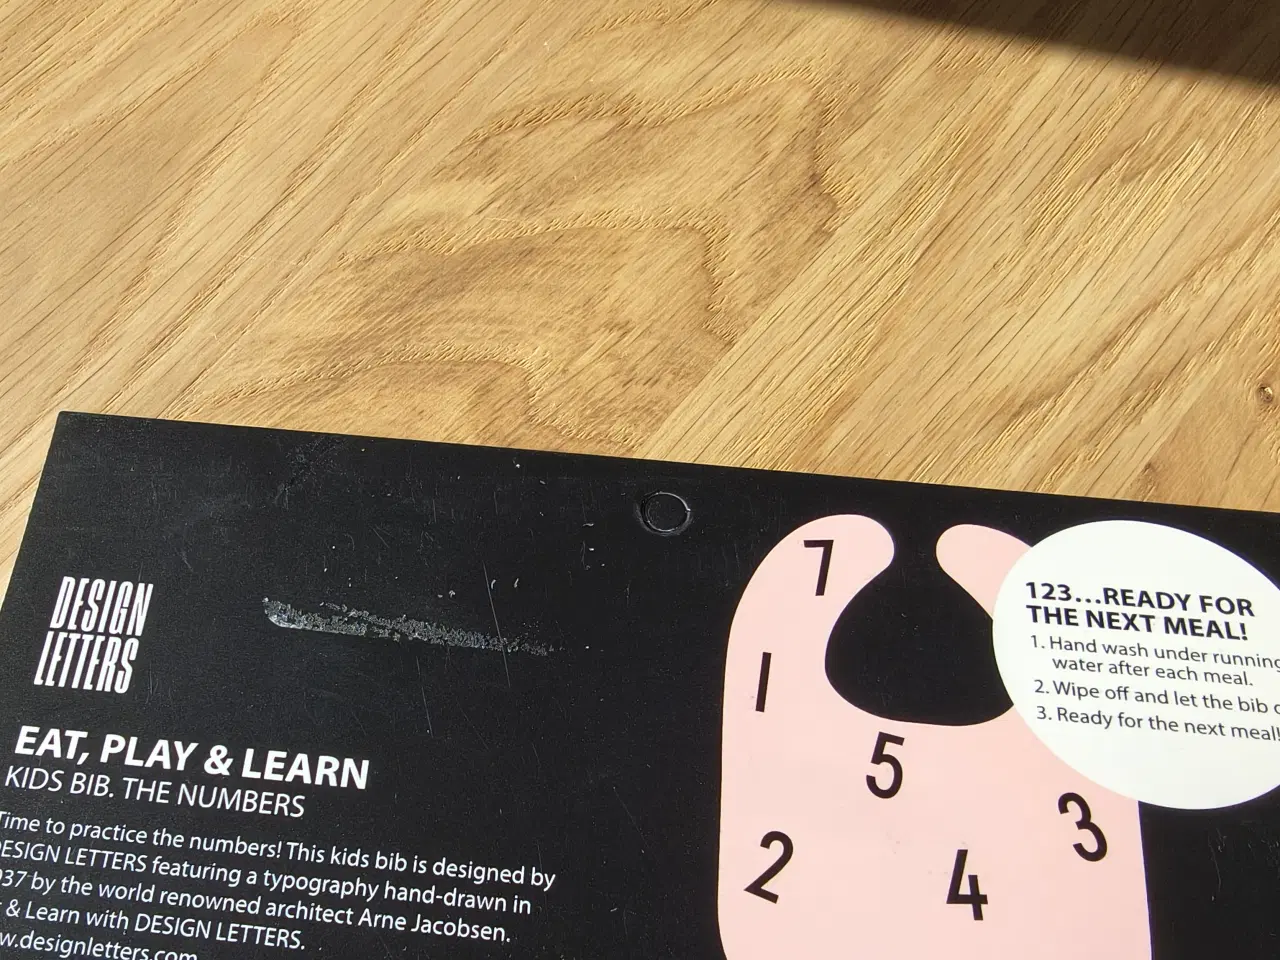 DESIGN
LETTERS
EAT, PLAY & LEARN
KIDS BIB. THE NUMBERS
Time to practice the numbers! This kids bib is designed by
DESIGN LETTERS featuring a typography hand-drawn in
37 by the world renowned architect Arne Jacobsen.
& Learn with DESIGN LETTERS.
w.designletters.com
7
1
5
2
4
3
123...READY FOR
THE NEXT MEAL!
1. Hand wash under running
water after each meal.
2. Wipe off and let the bib
3. Ready for the next meal!